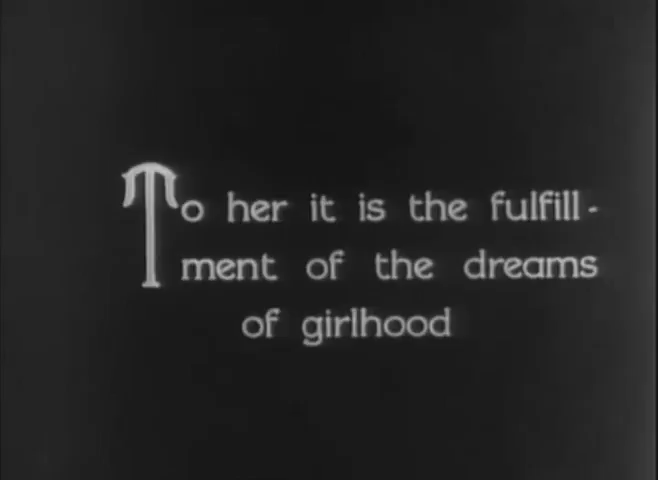 To her it is the fulfill-
ment of the dreams
of girlhood